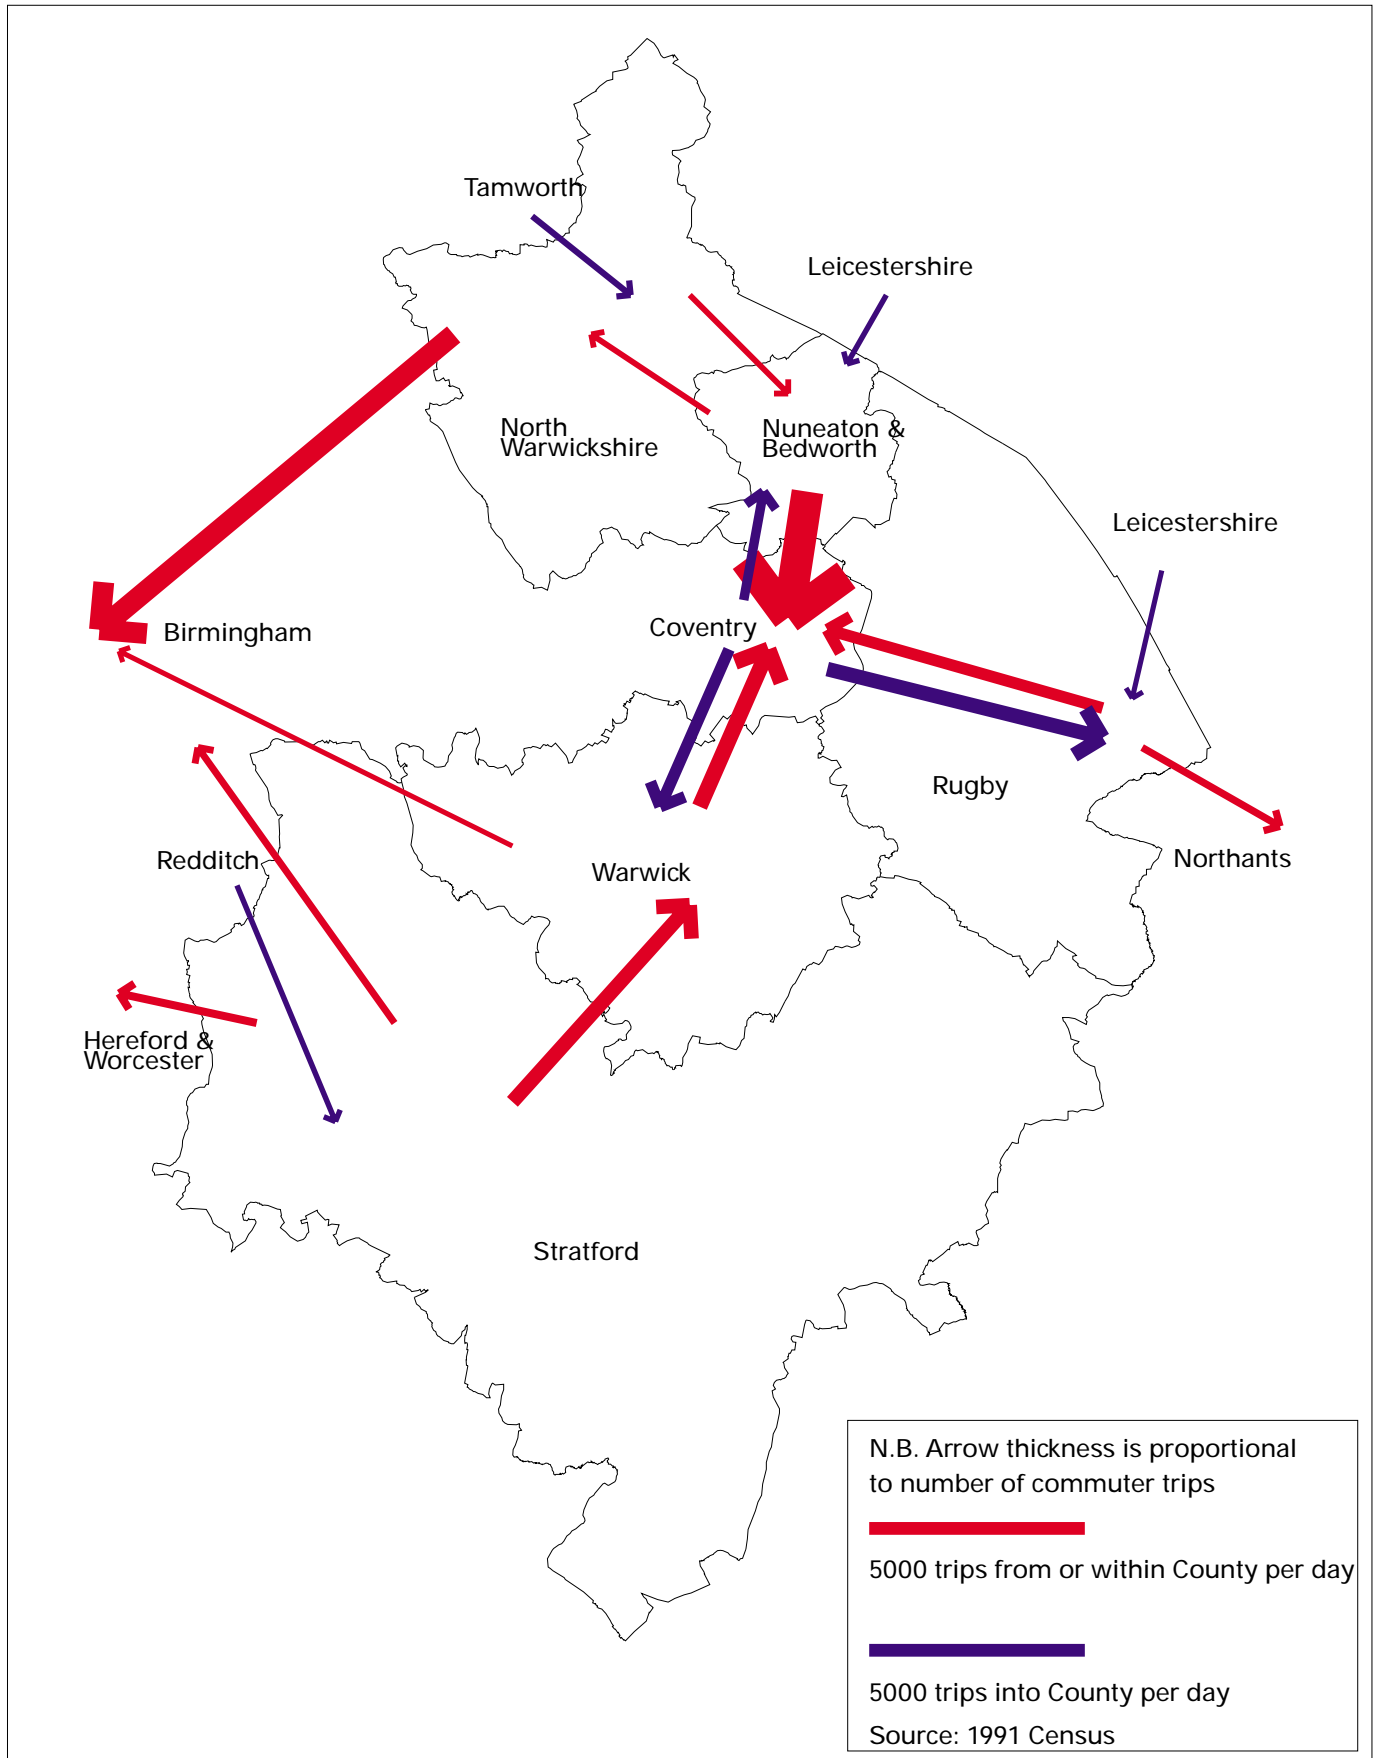 Tamworth
Leicestershire
North
Warwickshire
Nuneaton &
Bedworth
Leicestershire
Birmingham
Coventry
Rugby
Redditch
Warwick
Northants
Hereford &
Worcester
Stratford
N.B. Arrow thickness is proportional
to number of commuter trips
5000 trips from or within County per day
5000 trips into County per day
Source: 1991 Census